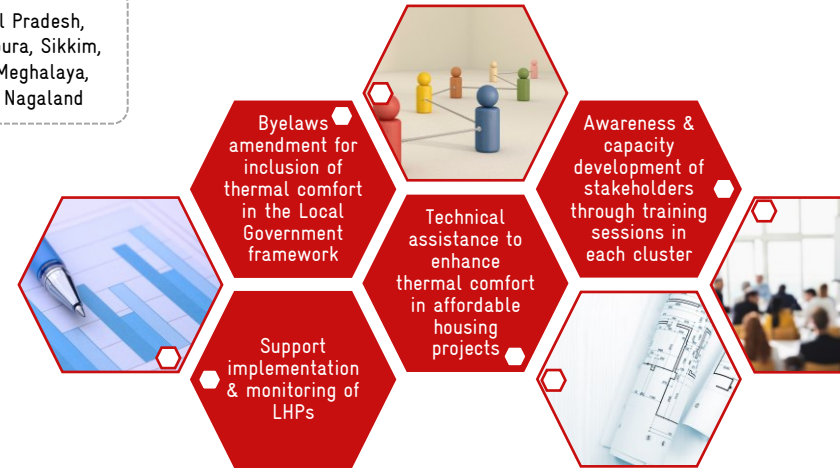 Pradesh,
Sikkim,
Meghalaya,
Nagaland
Byelaws
amendment for
inclusion of
thermal comfort
in the Local
Government
framework
Technical
assistance to
enhance
thermal comfort
in affordable
housing
projects
Awareness &
capacity
development of
stakeholders
through training
sessions in
each cluster
Support
implementation
& monitoring of
LHPs